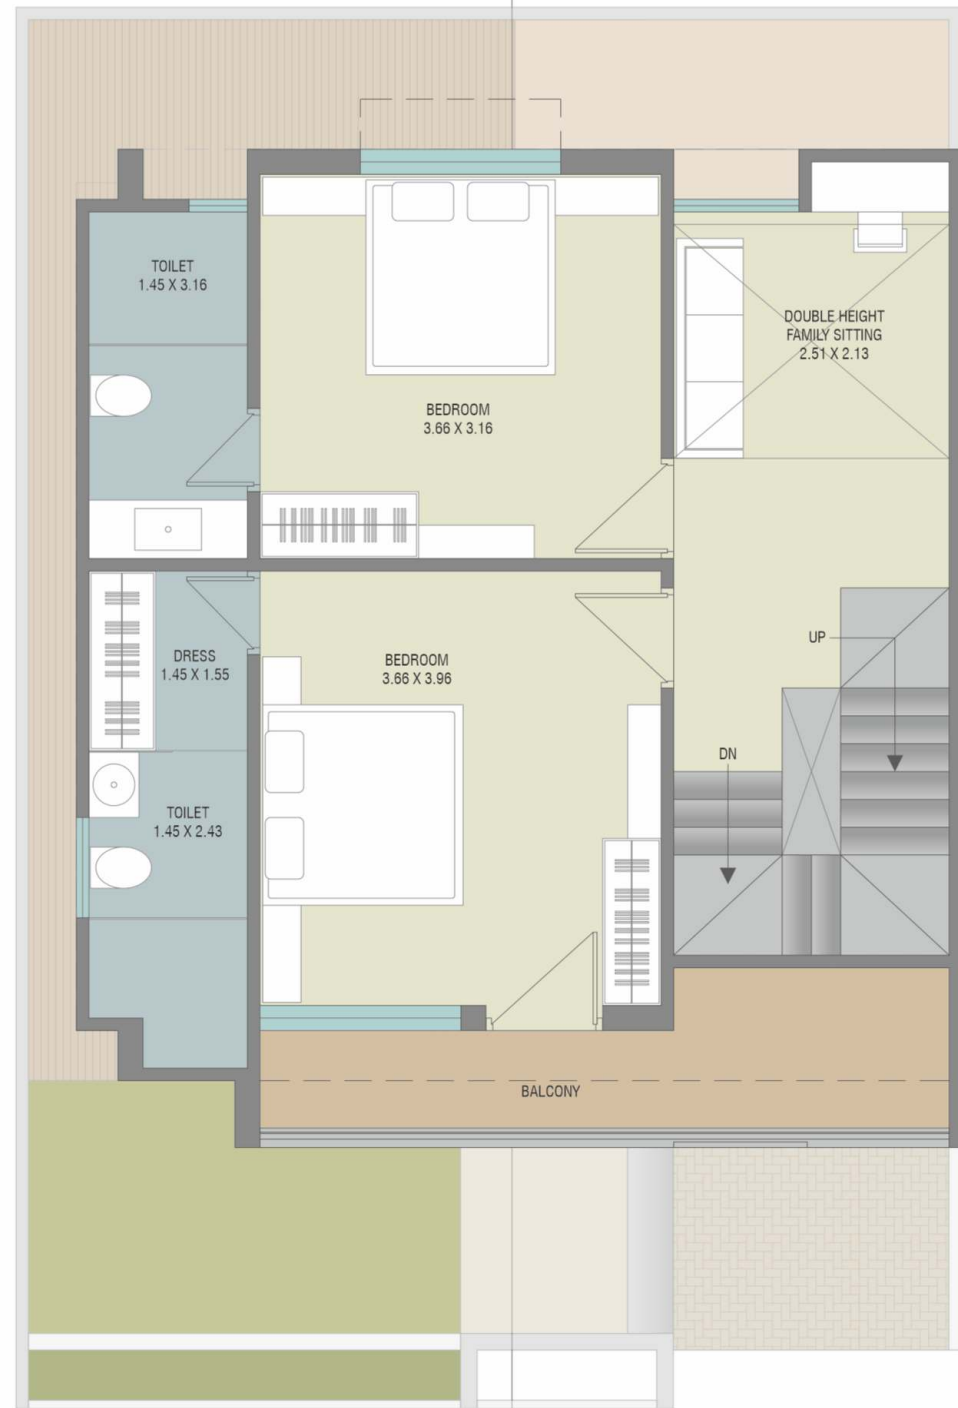 TOILET
1.45 X 3.16
DOUBLE HEIGHT
FAMILY SITTING
2.51 X 2.13
BEDROOM
3.66 X 3.16
UP
DRESS
1.45 X 1.55
BEDROOM
3.66 X 3.96
DN
TOILET
1.45 X 2.43
BALCONY